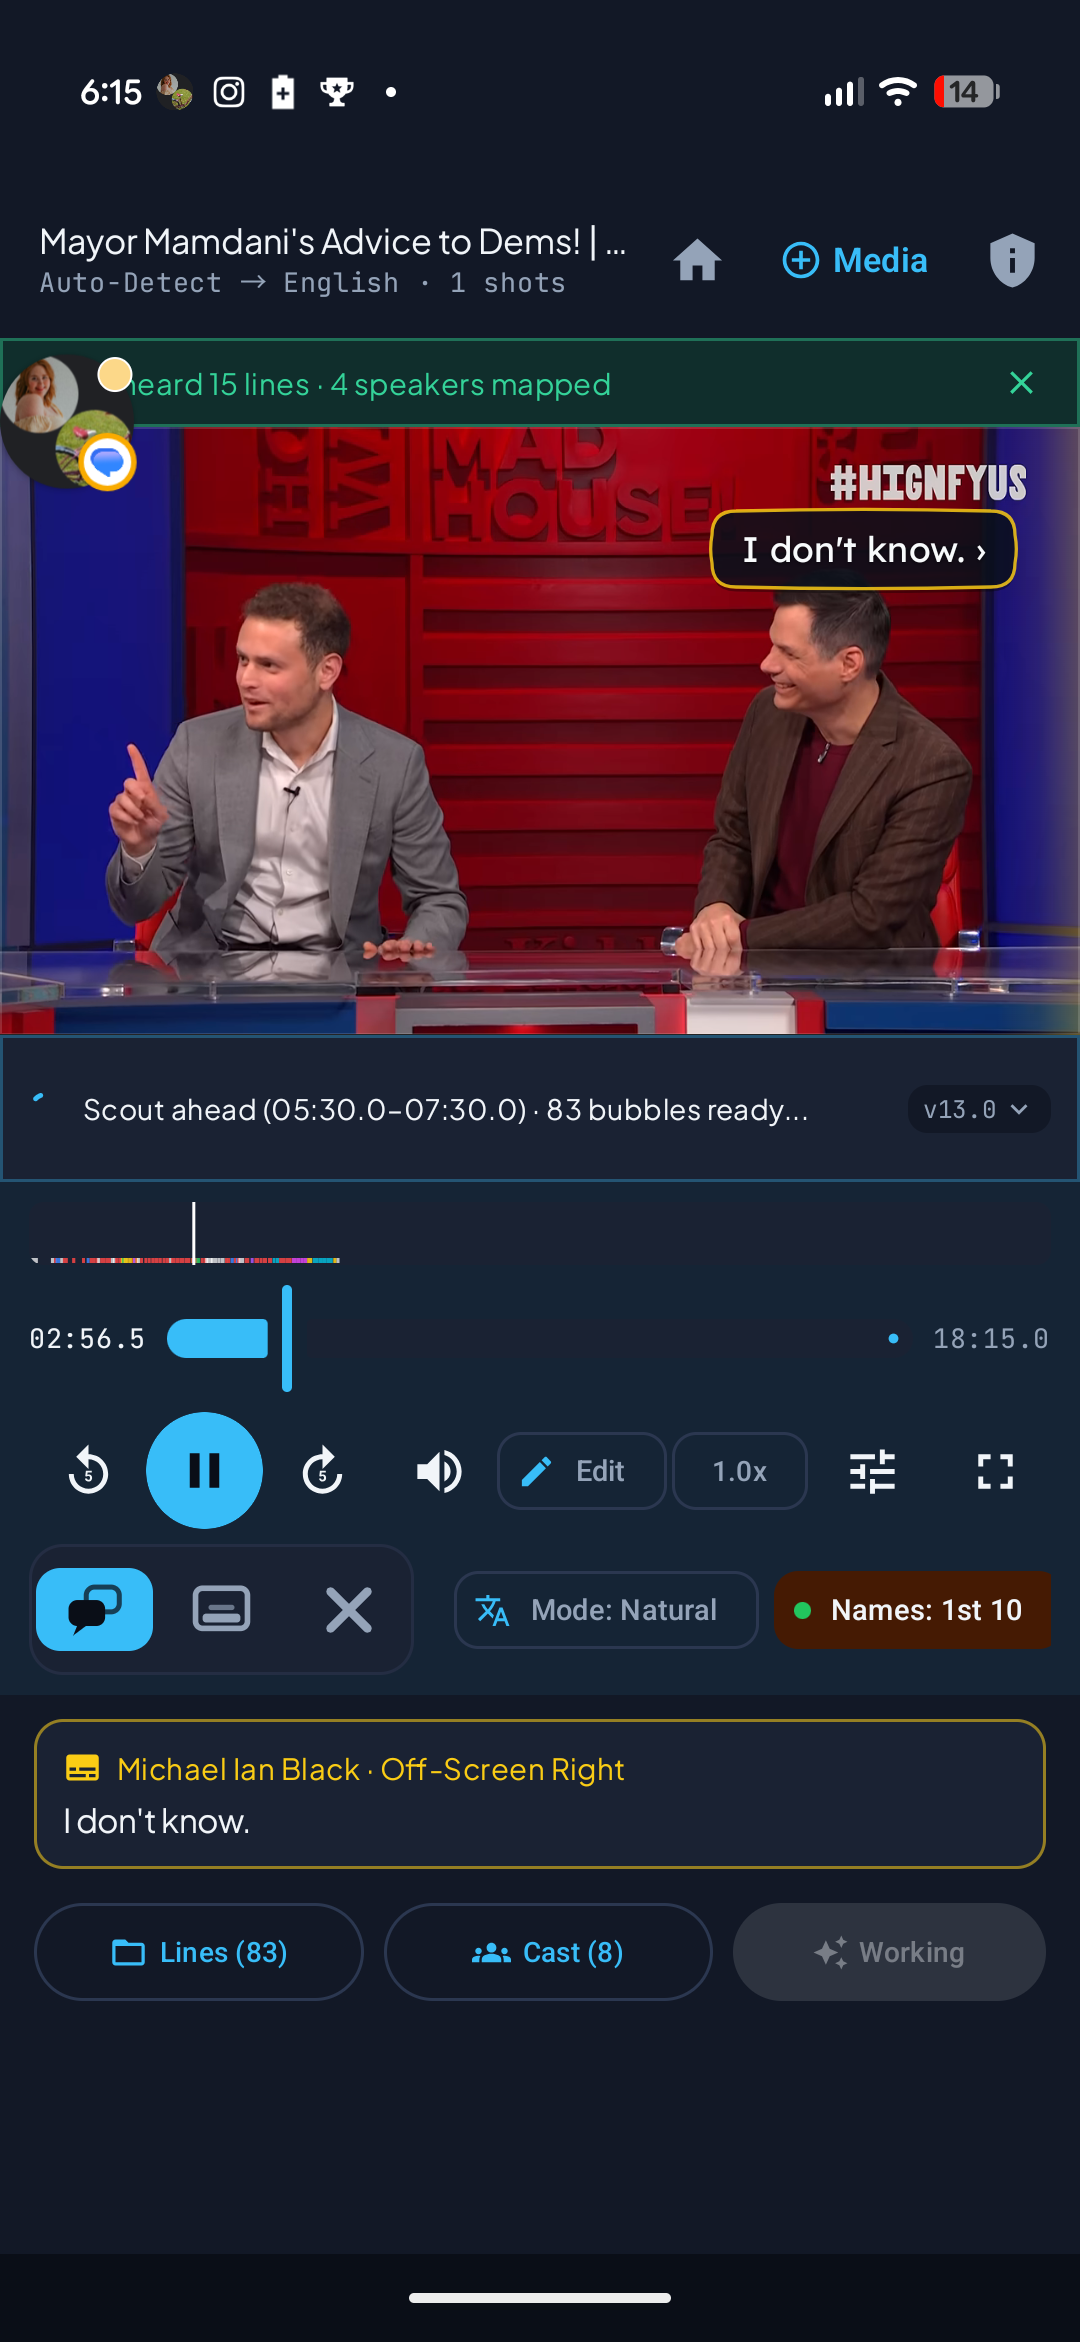 6:15
14
Mayor Mamdani's Advice to Dems! | ...
Auto-Detect → English · 1 shots
Media
heard 15 lines · 4 speakers mapped
MAD
HOUSE!
#HIGNFYUS
I don't know. ›
Scout ahead (05:30.0–07:30.0) · 83 bubbles ready...
v13.0
02:56.5
18:15.0
5
5
Edit
1.0x
Mode: Natural
Names: 1st 10
Michael Ian Black · Off-Screen Right
I don't know.
Lines (83)
Cast (8)
Working